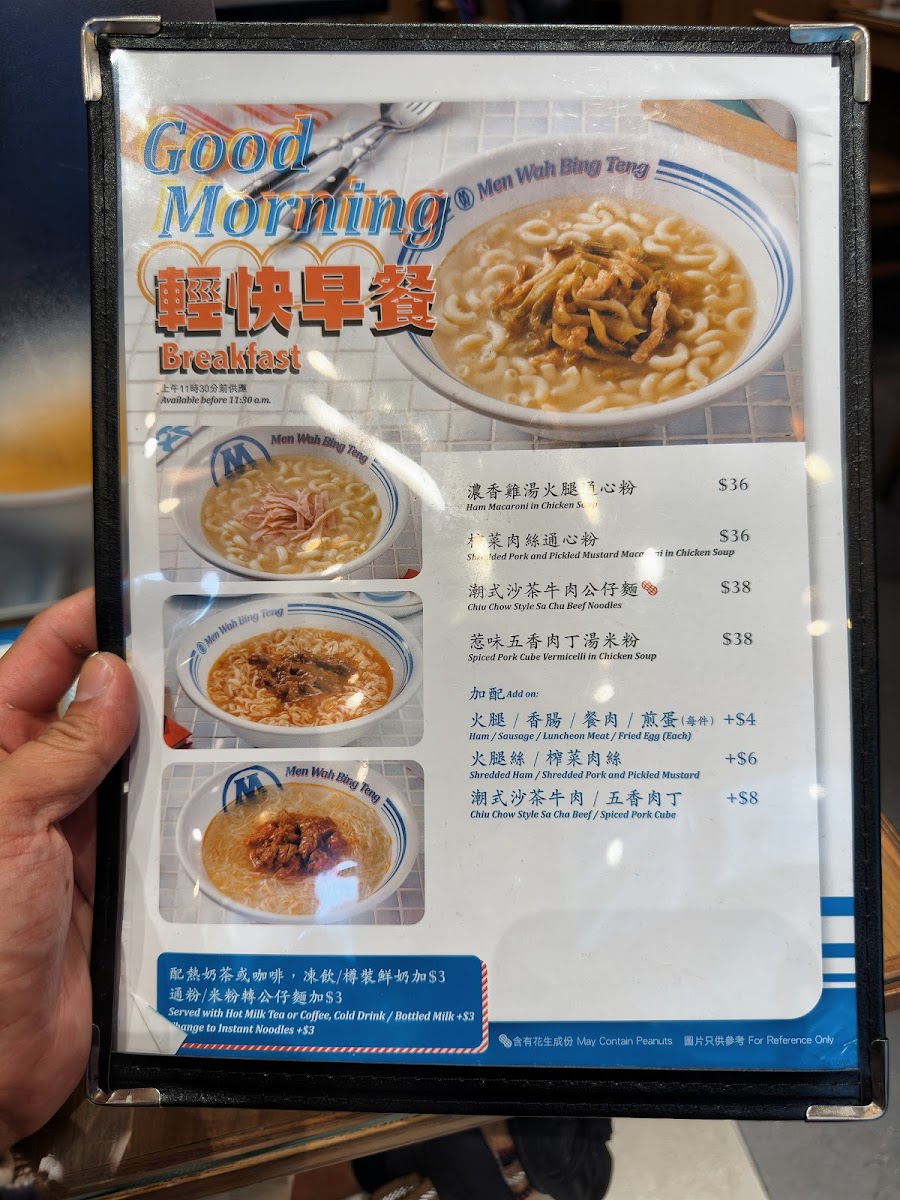 Good
Morning
輕快早餐
Breakfast
上午11時30分前供應
Available before 11:30 a.m.
Men Wah Bing Teng
Men Wah Bing Teng
Men Wah Bing Teng
Men Wah Bing Teng
濃香雞湯火腿通心粉 $36
Ham Macaroni in Chicken Soup
榨菜肉絲通心粉 $36
Shredded Pork and Pickled Mustard Macaroni in Chicken Soup
潮式沙茶牛肉公仔麵 $38
Chiu Chow Style Sa Cha Beef Noodles
惹味五香肉丁湯米粉 $38
Spiced Pork Cube Vermicelli in Chicken Soup
加配 Add on:
火腿 / 香腸 / 餐肉 / 煎蛋(每件) +$4
Ham / Sausage / Luncheon Meat / Fried Egg (Each)
火腿絲 / 榨菜肉絲 +$6
Shredded Ham / Shredded Pork and Pickled Mustard
潮式沙茶牛肉 / 五香肉丁 +$8
Chiu Chow Style Sa Cha Beef / Spiced Pork Cube
配熱奶茶或咖啡，凍飲/樽裝鮮奶加$3
通粉/米粉轉公仔麵加$3
Served with Hot Milk Tea or Coffee, Cold Drink / Bottled Milk +$3
Change to Instant Noodles +$3
含有花生成份 May Contain Peanuts 圖片只供參考 For Reference Only